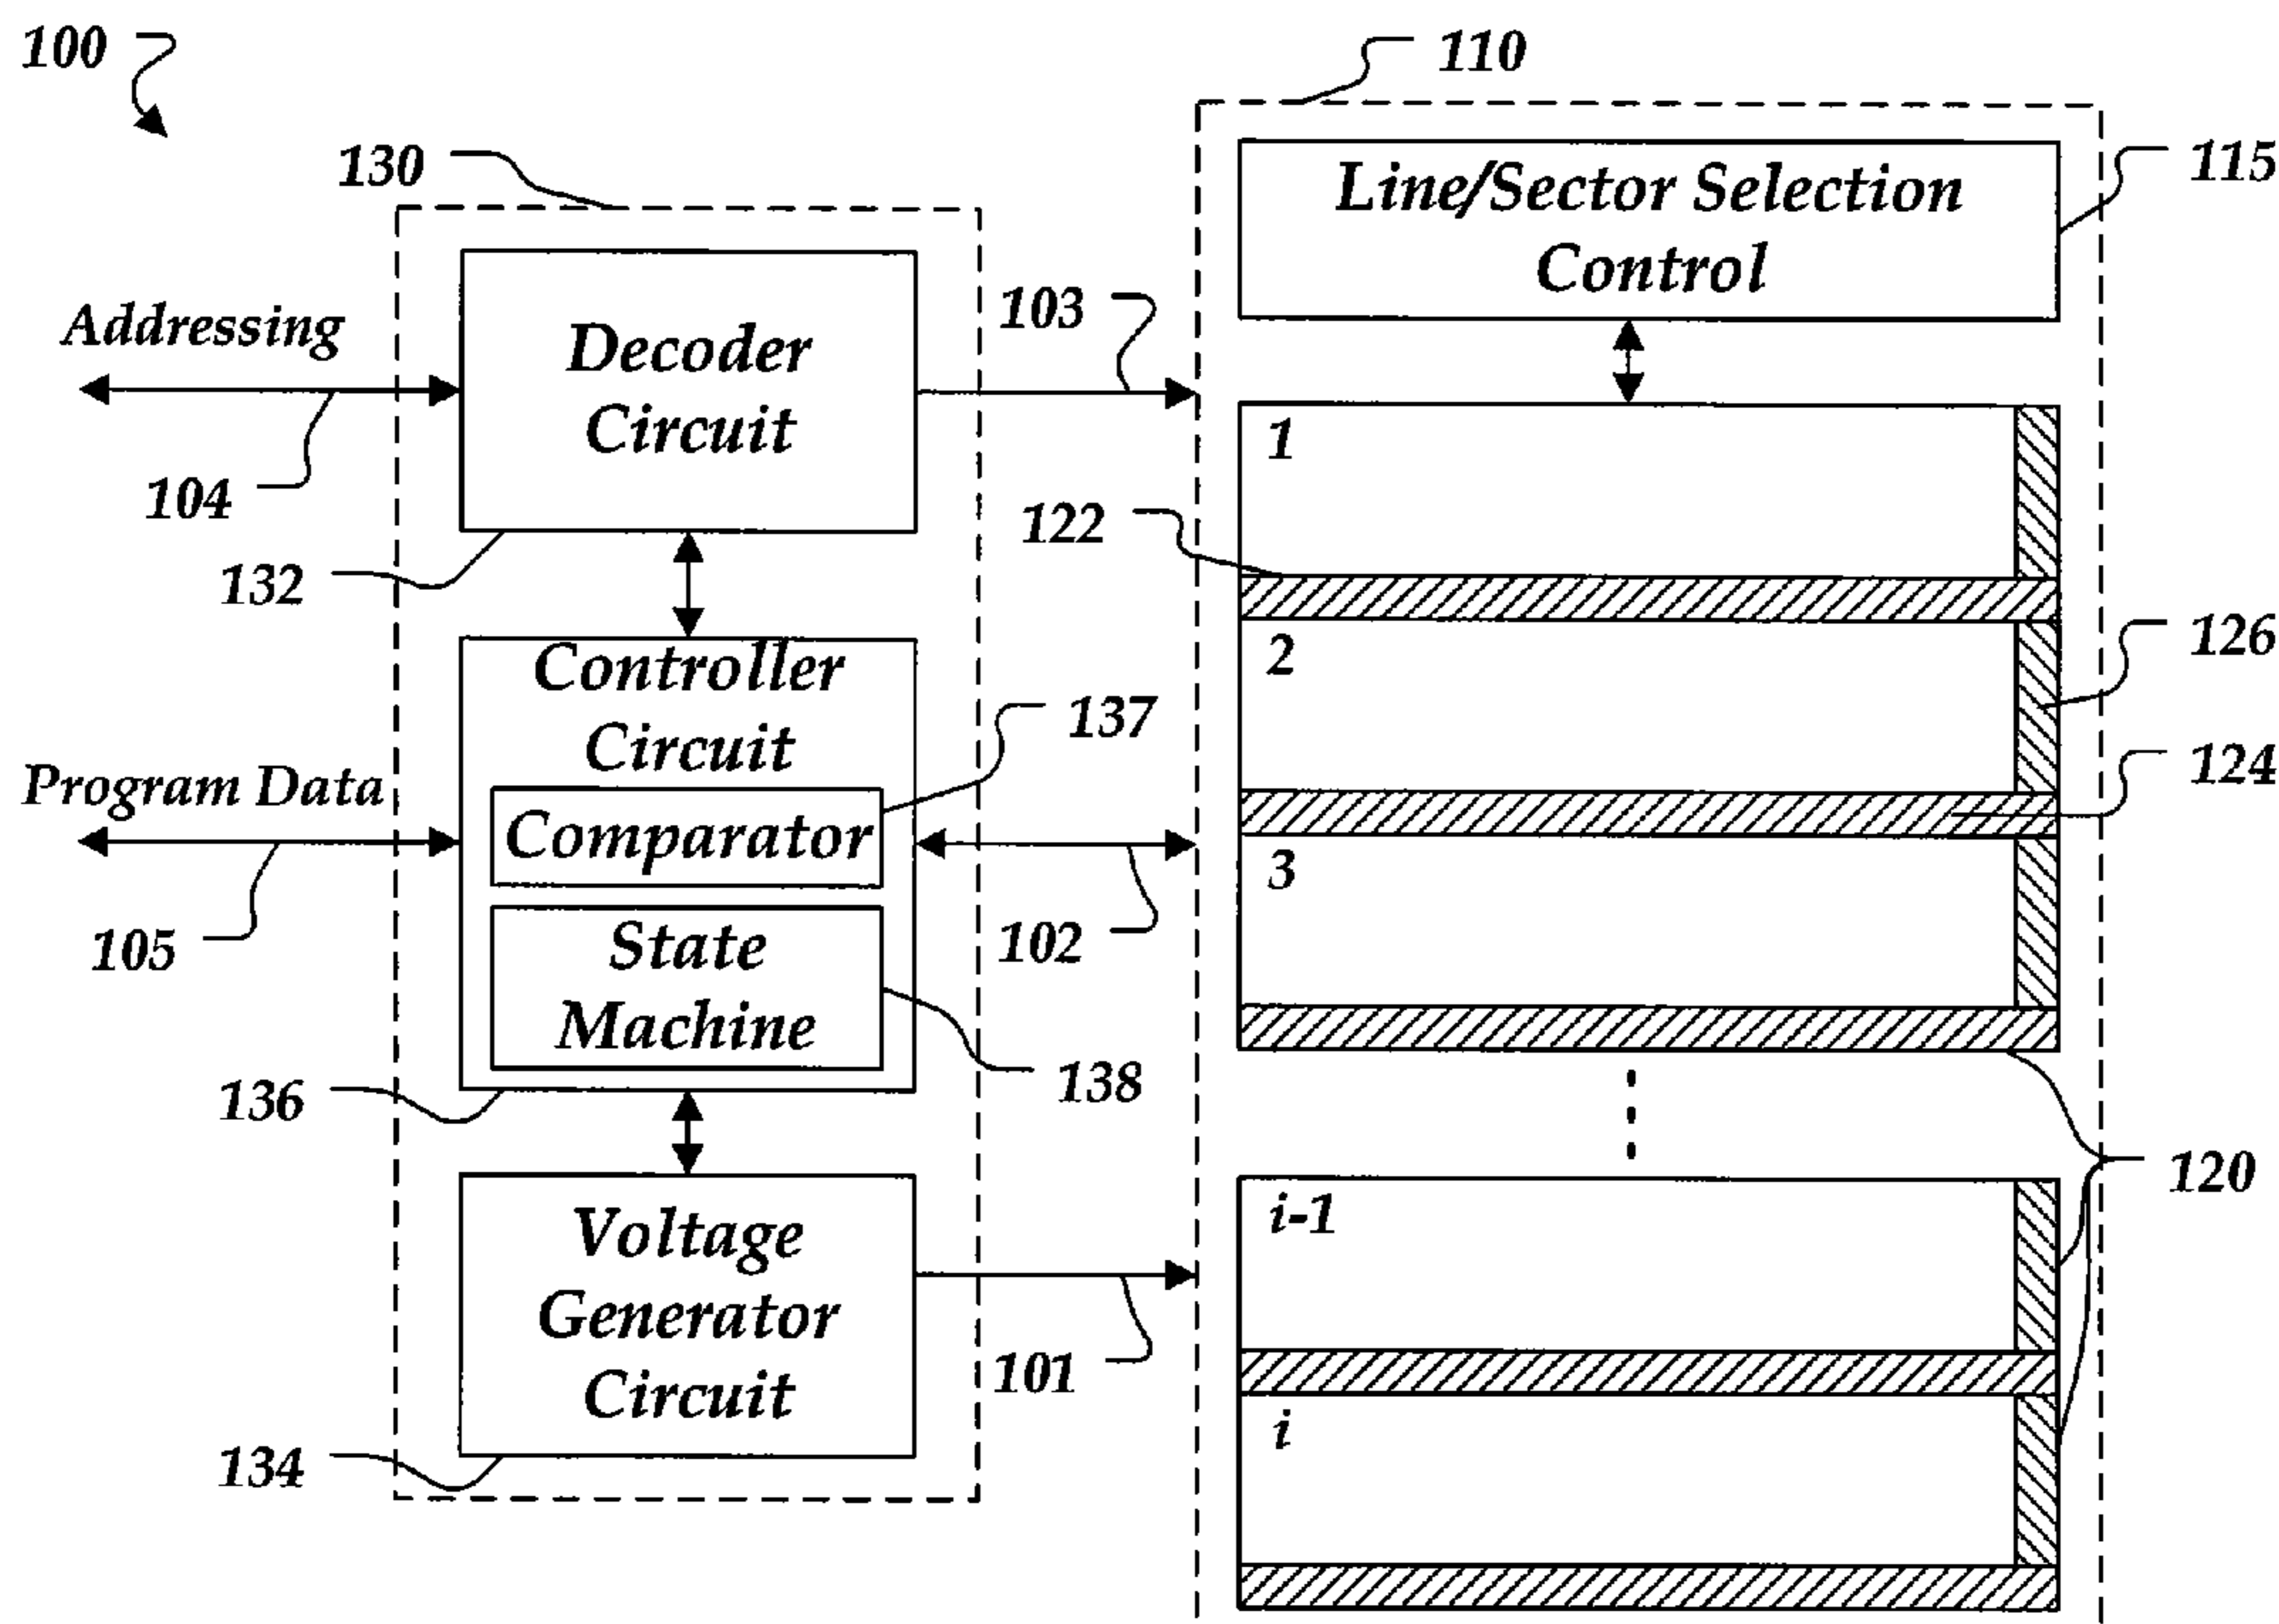 100
110
130
Line/Sector Selection
Control
115
Addressing
104
Decoder
Circuit
103
132
1
122
2
126
124
Controller
Circuit
137
Program Data
Comparator
105
102
3
State
Machine
138
136
120
Voltage
Generator
Circuit
101
134
i-1
i